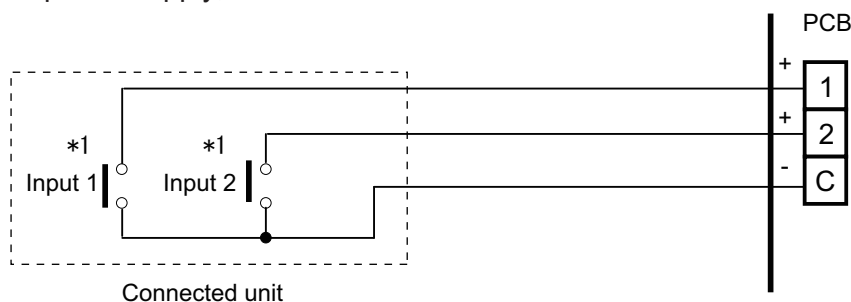 PCB
+
1
+
2
-
C
*1
*1
Input 1
Input 2
Connected unit